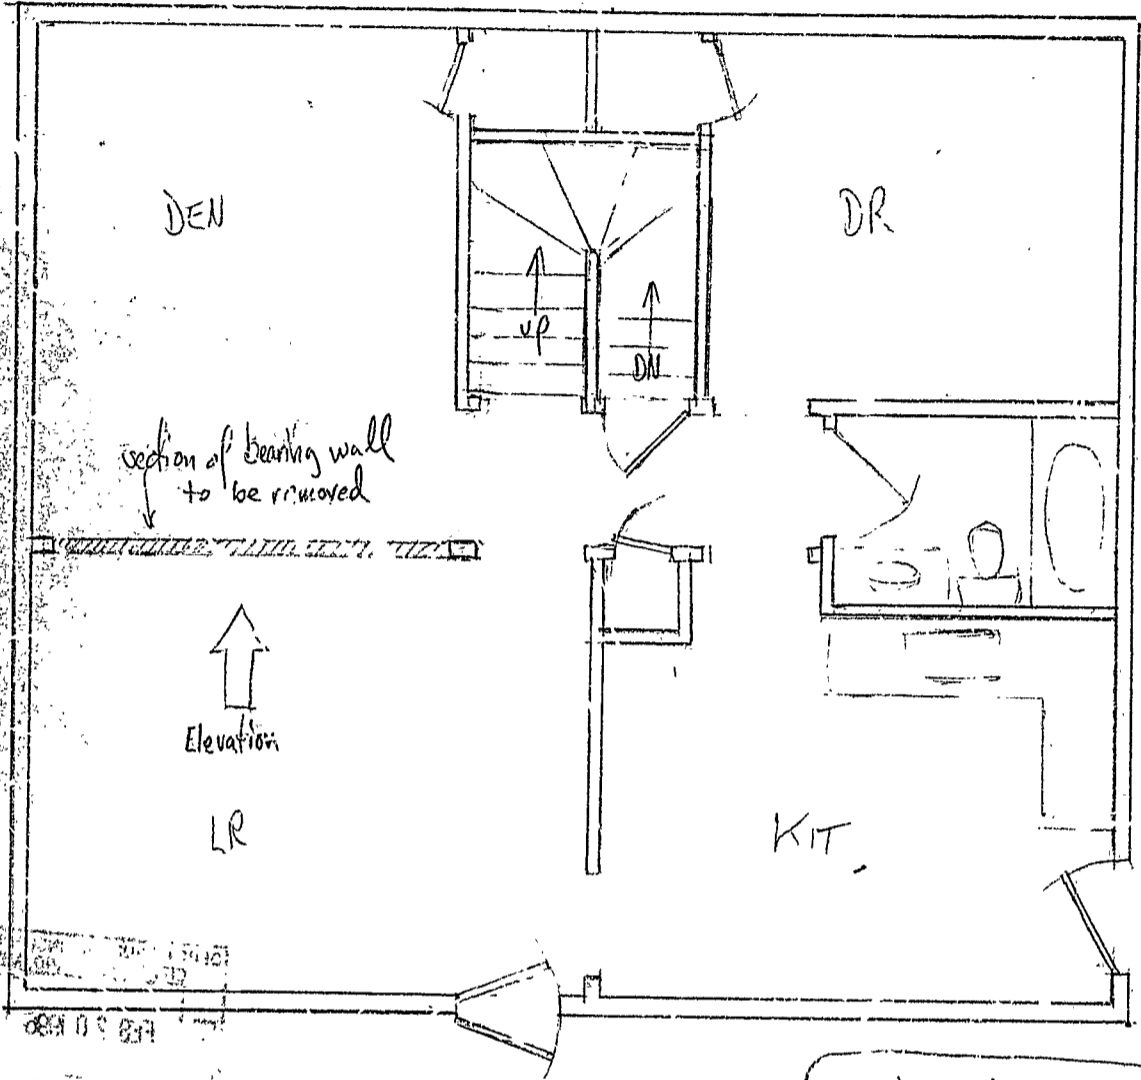 DEN
DR
UP
DN
section of bearing wall
to be removed
Elevation
LR
KIT.